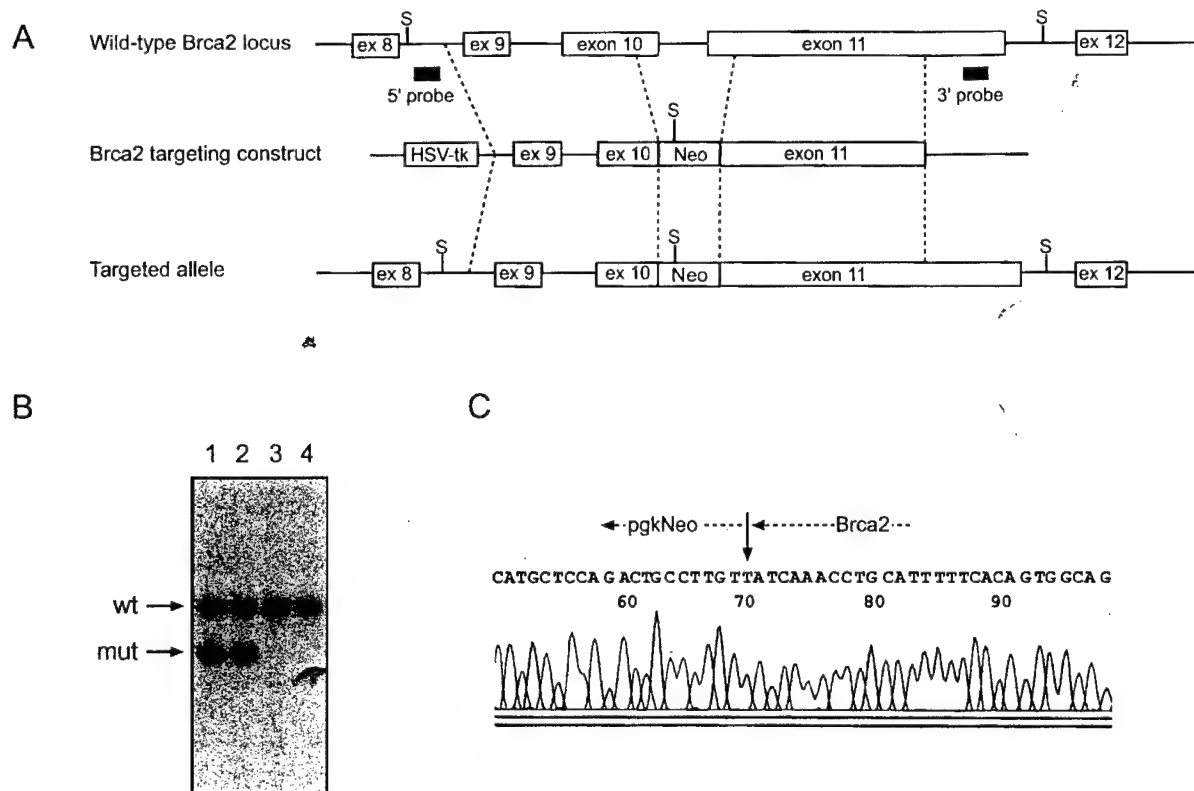 A
S
S
Wild-type Brca2 locus
ex 8
ex 9
exon 10
exon 11
ex 12
5' probe
3' probe
S
Brca2 targeting construct
HSV-tk
ex 9
ex 10
Neo
exon 11
S
S
S
Targeted allele
ex 8
ex 9
ex 10
Neo
exon 11
ex 12
B
C
1 2 3 4
wt
mut
pgkNeo
Brca2
CATGCTCCAGACTGCCTTGTTATCAAACCTGCATTTTTCACAGTGGCAG
60 70 80 90